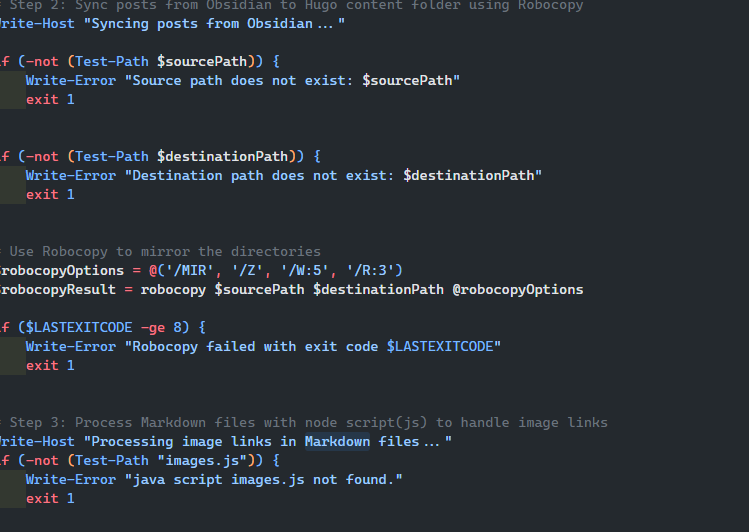 Step 2: Sync posts from Obsidian to Hugo content folder using Robocopy
Write-Host "Syncing posts from Obsidian..."
f (-not (Test-Path $sourcePath)) {
Write-Error "Source path does not exist: $sourcePath"
exit 1
f (-not (Test-Path $destinationPath)) {
Write-Error "Destination path does not exist: $destinationPath"
exit 1
Use Robocopy to mirror the directories
$robocopyOptions = @('/MIR', '/Z', '/W:5', '/R:3')
$robocopyResult = robocopy $sourcePath $destinationPath @robocopyOptions
f ($LASTEXITCODE -ge 8) {
Write-Error "Robocopy failed with exit code $LASTEXITCODE"
exit 1
Step 3: Process Markdown files with node script(js) to handle image links
Write-Host "Processing image links in Markdown files..."
f (-not (Test-Path "images.js")) {
Write-Error "java script images.js not found."
exit 1